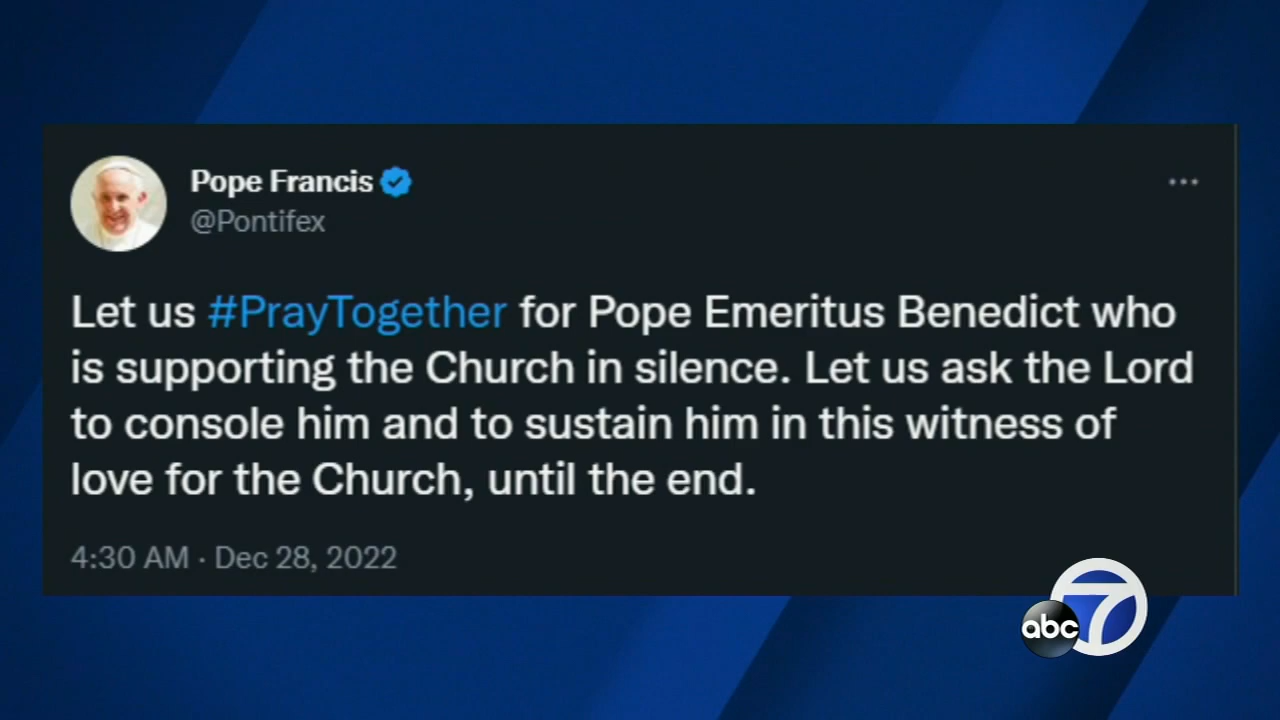 Pope Francis
@Pontifex
Let us #PrayTogether for Pope Emeritus Benedict who
is supporting the Church in silence. Let us ask the Lord
to console him and to sustain him in this witness of
love for the Church, until the end.
4:30 AM · Dec 28, 2022
abc 7